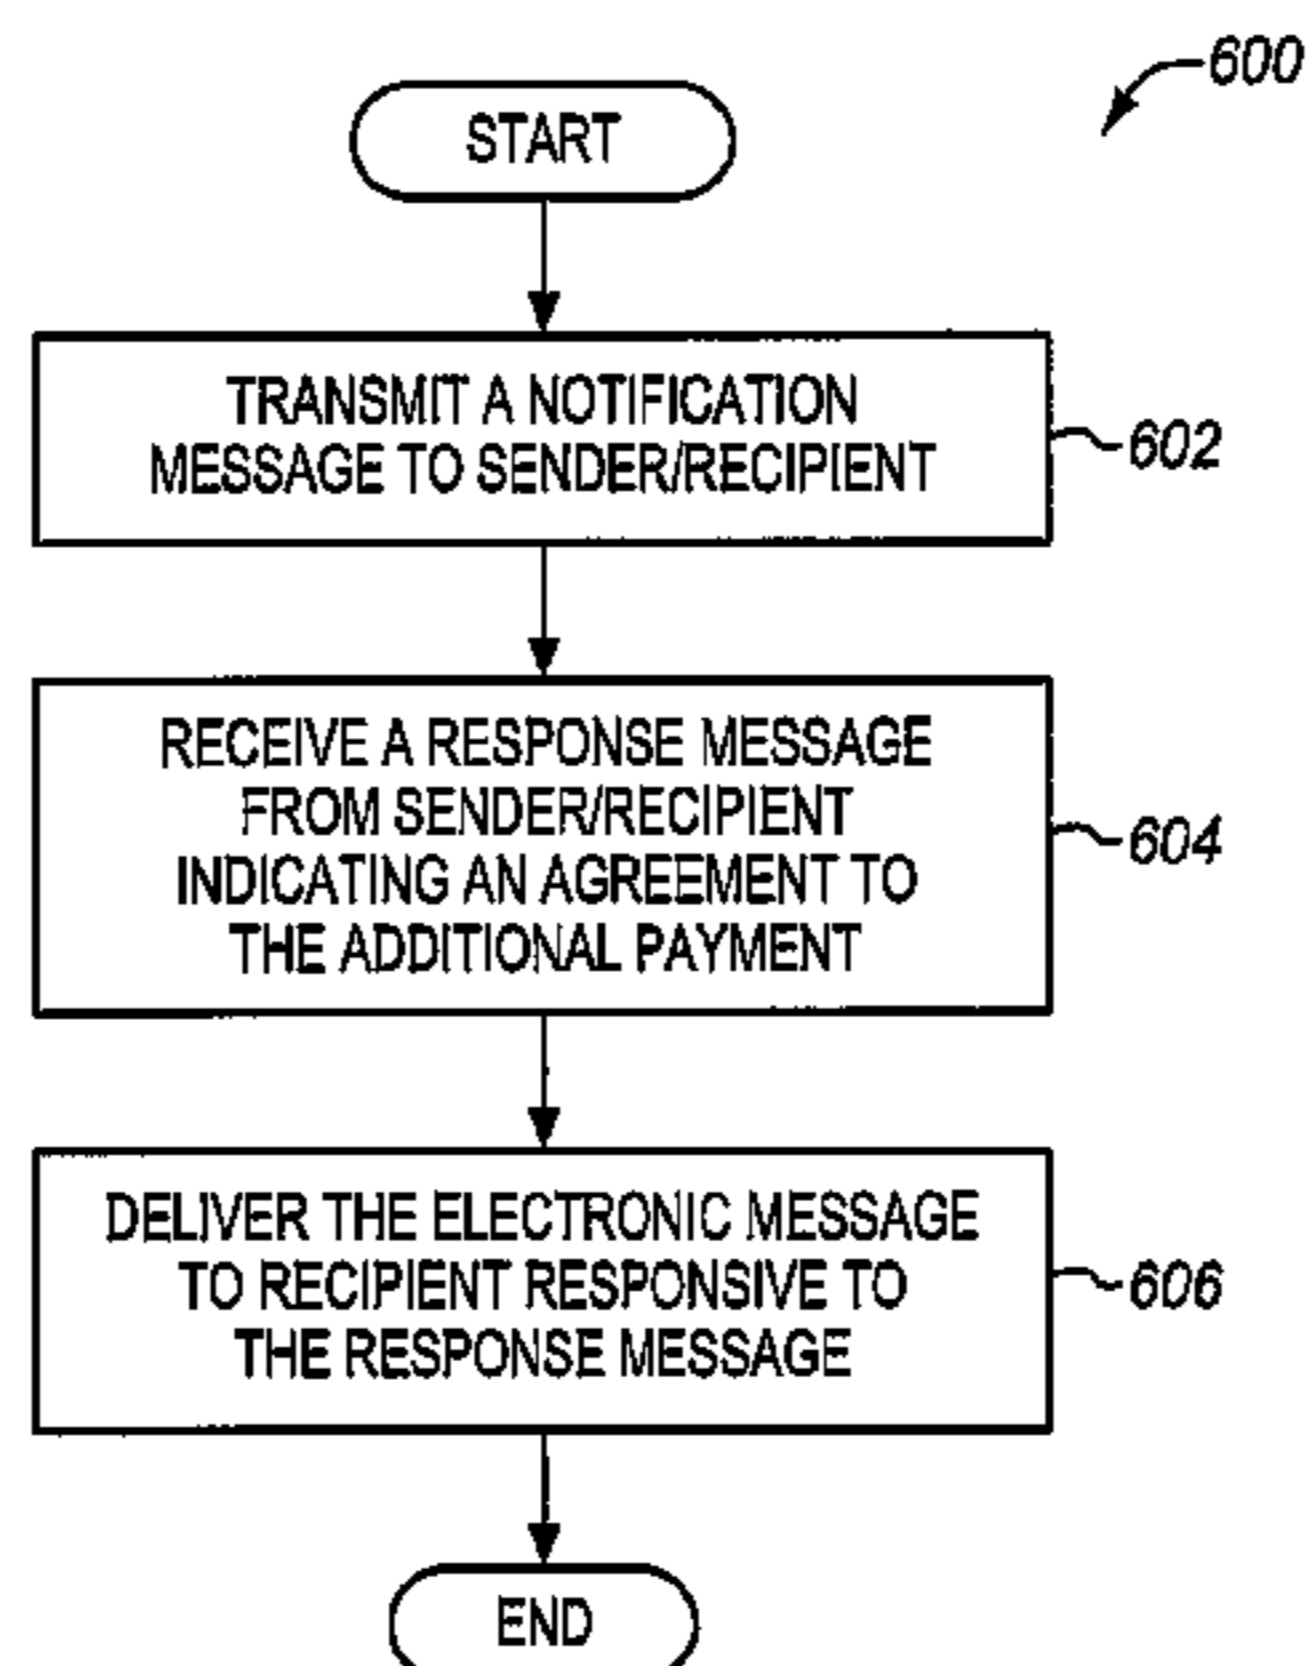 600
START
TRANSMIT A NOTIFICATION
MESSAGE TO SENDER/RECIPIENT
602
RECEIVE A RESPONSE MESSAGE
FROM SENDER/RECIPIENT
INDICATING AN AGREEMENT TO
THE ADDITIONAL PAYMENT
604
DELIVER THE ELECTRONIC MESSAGE
TO RECIPIENT RESPONSIVE TO
THE RESPONSE MESSAGE
606
END